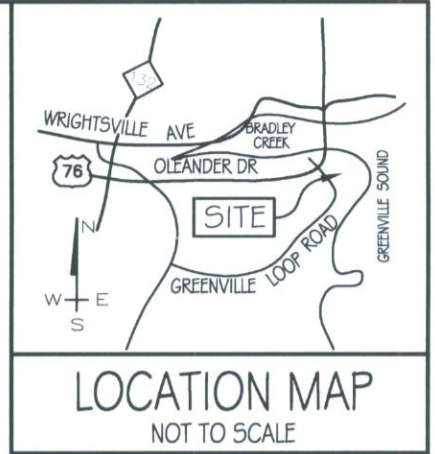 132
WRIGHTSVILLE AVE
BRADLEY
CREEK
OLEANDER DR
76
GREENVILLE SOUND
N
SITE
W E
S
GREENVILLE LOOP ROAD
LOCATION MAP
NOT TO SCALE